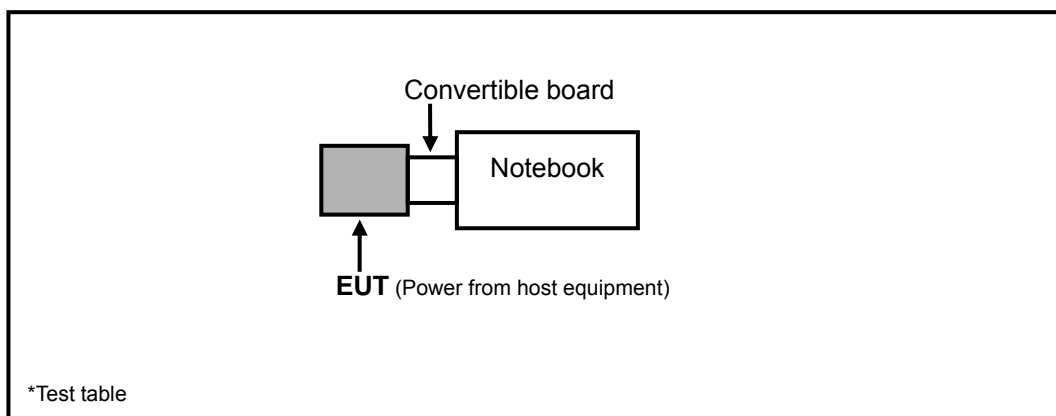 Convertible board
Notebook
EUT (Power from host equipment)
*Test table